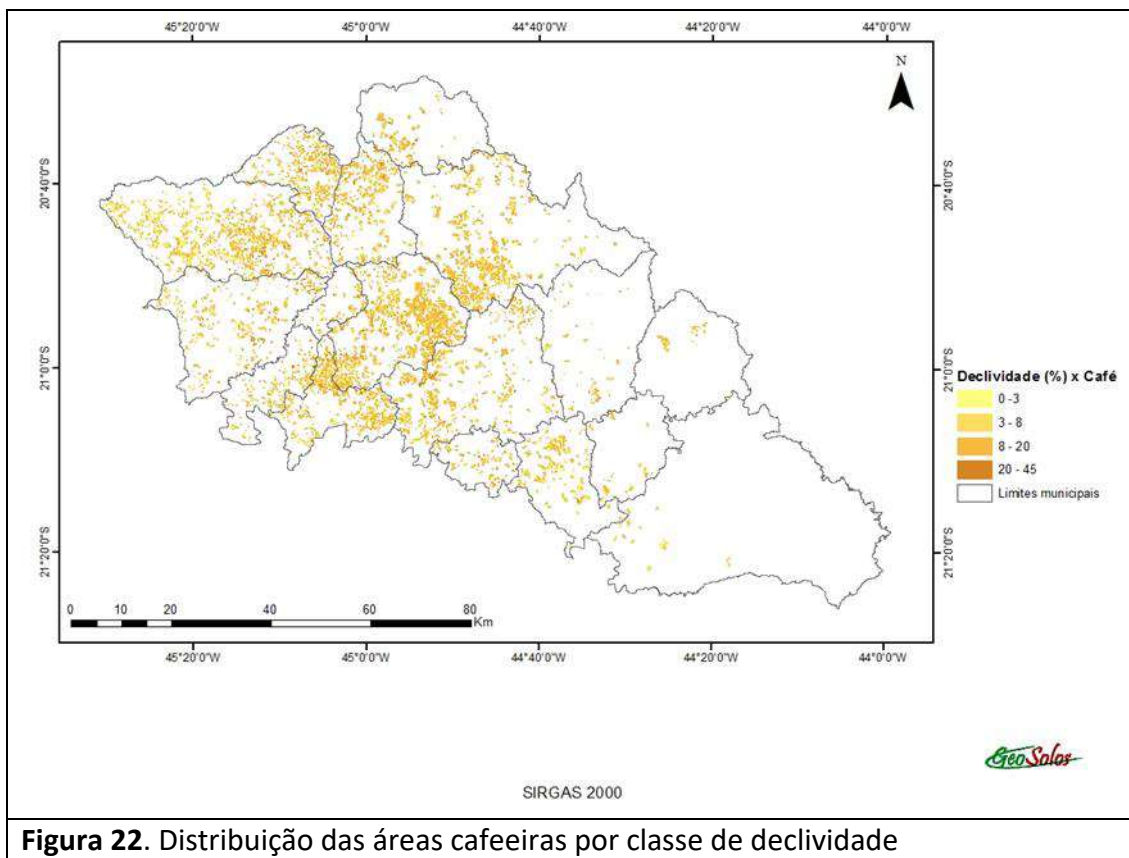 45°20'0"W 45°0'0"W 44°40'0"W 44°20'0"W 44°0'0"W
N
20°40'0"S 20°40'0"S
21°0'0"S 21°0'0"S
Declividade (%) x Café
0 -3
3 - 8
8 - 20
20 - 45
Limites municipais
21°20'0"S 21°20'0"S
0 10 20 40 60 80
Km
45°20'0"W 45°0'0"W 44°40'0"W 44°20'0"W 44°0'0"W
GeoSolos
SIRGAS 2000
Figura 22. Distribuição das áreas cafeeiras por classe de declividade